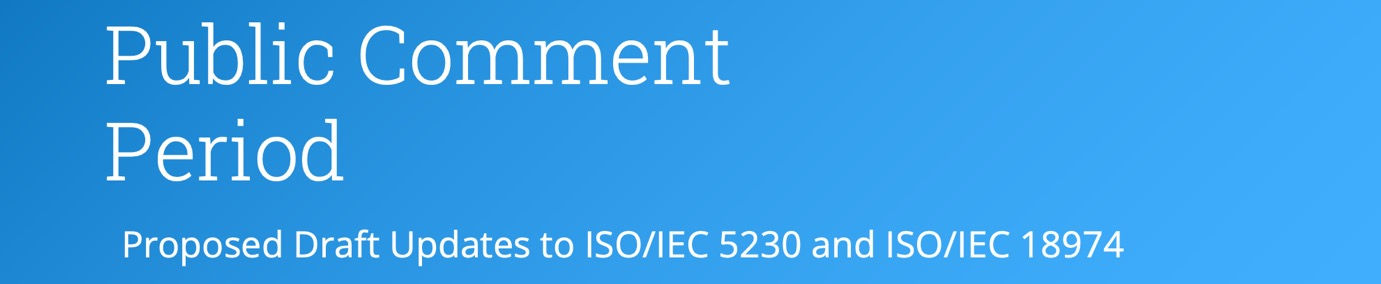 Public Comment
Period
Proposed Draft Updates to ISO/IEC 5230 and ISO/IEC 18974